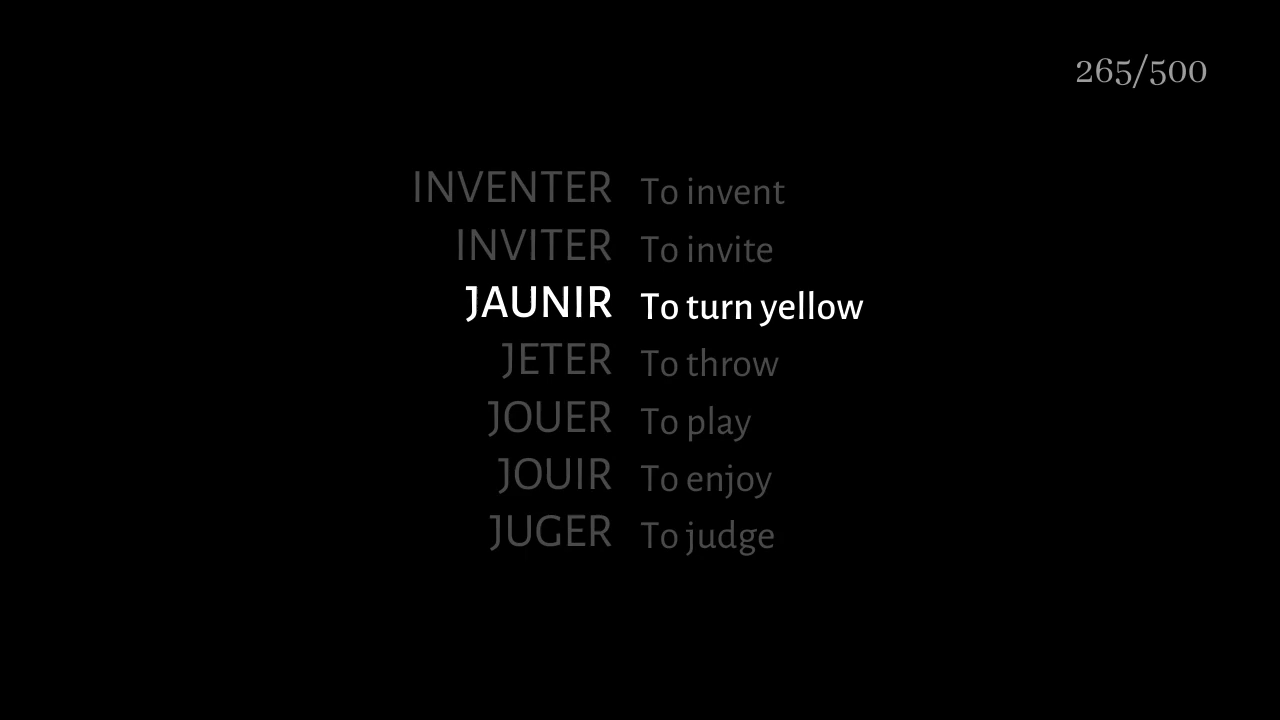 265/500
INVENTER To invent
INVITER To invite
JAUNIR To turn yellow
JETER To throw
JOUER To play
JOUIR To enjoy
JUGER To judge